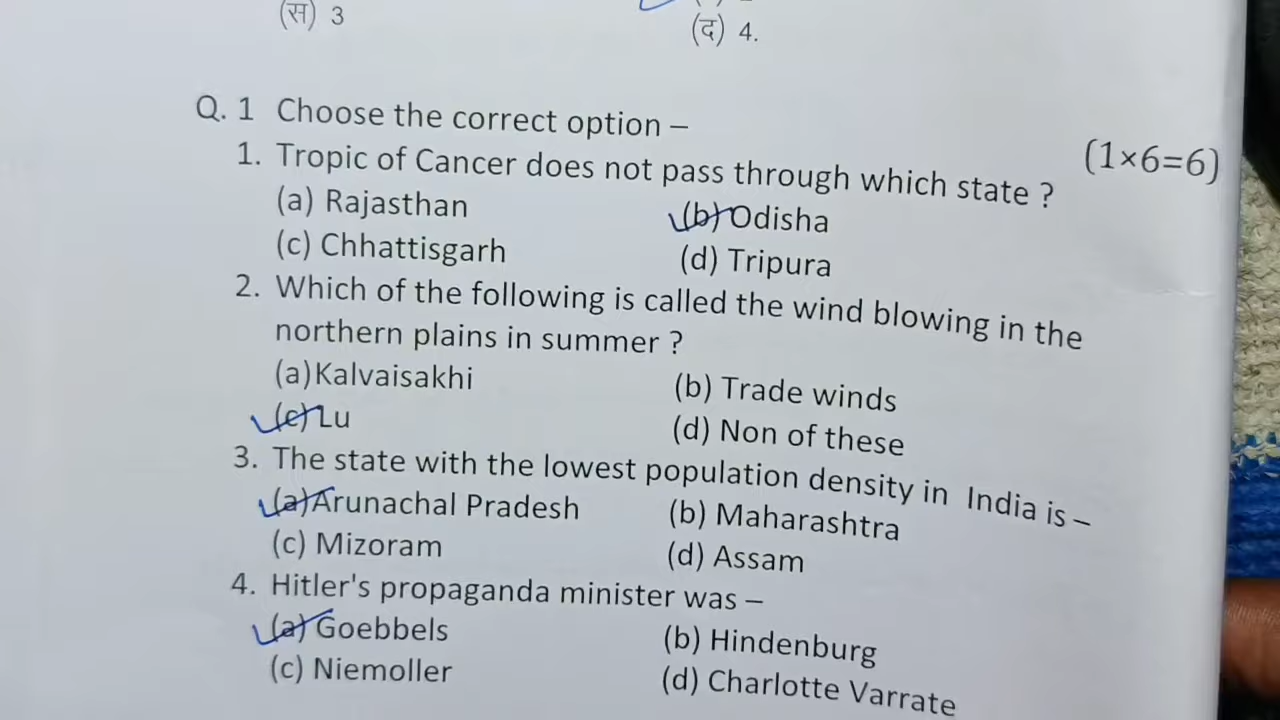 (स) 3
(द) 4.
Q. 1 Choose the correct option –
(1×6=6)
1. Tropic of Cancer does not pass through which state ?
(a) Rajasthan (b) Odisha
(c) Chhattisgarh (d) Tripura
2. Which of the following is called the wind blowing in the
northern plains in summer ?
(a)Kalvaisakhi (b) Trade winds
(c) Lu (d) Non of these
3. The state with the lowest population density in India is –
(a)Arunachal Pradesh (b) Maharashtra
(c) Mizoram (d) Assam
4. Hitler's propaganda minister was –
(a) Goebbels (b) Hindenburg
(c) Niemoller (d) Charlotte Varrate